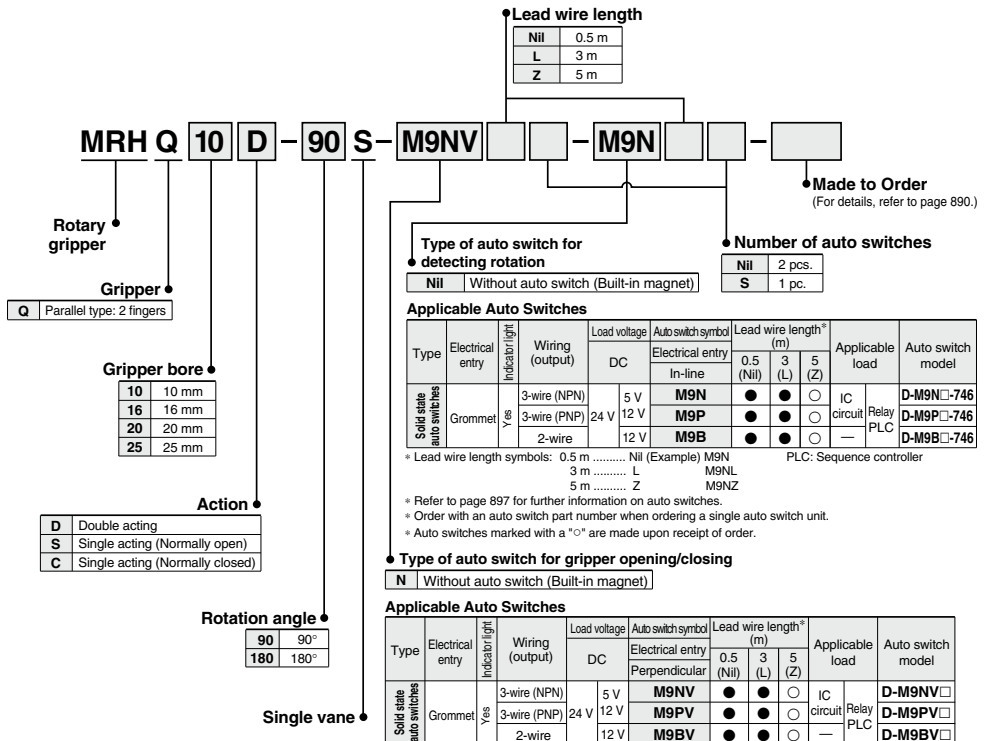 Lead wire length
Nil 0.5 m
L 3 m
Z 5 m
MRH Q 10 D - 90 S - M9NV - M9N -
Made to Order
(For details, refer to page 890.)
Rotary gripper
Type of auto switch for detecting rotation
Nil Without auto switch (Built-in magnet)
Number of auto switches
Nil 2 pcs.
S 1 pc.
Gripper
Q Parallel type: 2 fingers
Gripper bore
10 10 mm
16 16 mm
20 20 mm
25 25 mm
Applicable Auto Switches
Type Electrical entry Indicator light Wiring (output) Load voltage DC Auto switch symbol Electrical entry In-line Lead wire length* (m) 0.5 (Nil) 3 (L) 5 (Z) Applicable load Auto switch model
Solid state auto switches Grommet Yes 24 V IC circuit Relay PLC
3-wire (NPN) 5 V M9N ● ● ○ D-M9N□-746
3-wire (PNP) 12 V M9P ● ● ○ D-M9P□-746
2-wire 12 V M9B ● ● ○ — D-M9B□-746
* Lead wire length symbols: 0.5 m .......... Nil (Example) M9N PLC: Sequence controller
3 m .......... L M9NL
5 m .......... Z M9NZ
* Refer to page 897 for further information on auto switches.
* Order with an auto switch part number when ordering a single auto switch unit.
* Auto switches marked with a "○" are made upon receipt of order.
Action
D Double acting
S Single acting (Normally open)
C Single acting (Normally closed)
Type of auto switch for gripper opening/closing
N Without auto switch (Built-in magnet)
Rotation angle
90 90°
180 180°
Applicable Auto Switches
Type Electrical entry Indicator light Wiring (output) Load voltage DC Auto switch symbol Electrical entry Perpendicular Lead wire length* (m) 0.5 (Nil) 3 (L) 5 (Z) Applicable load Auto switch model
Solid state auto switches Grommet Yes 24 V IC circuit Relay PLC
3-wire (NPN) 5 V M9NV ● ● ○ D-M9NV□
3-wire (PNP) 12 V M9PV ● ● ○ D-M9PV□
2-wire 12 V M9BV ● ● ○ — D-M9BV□
Single vane